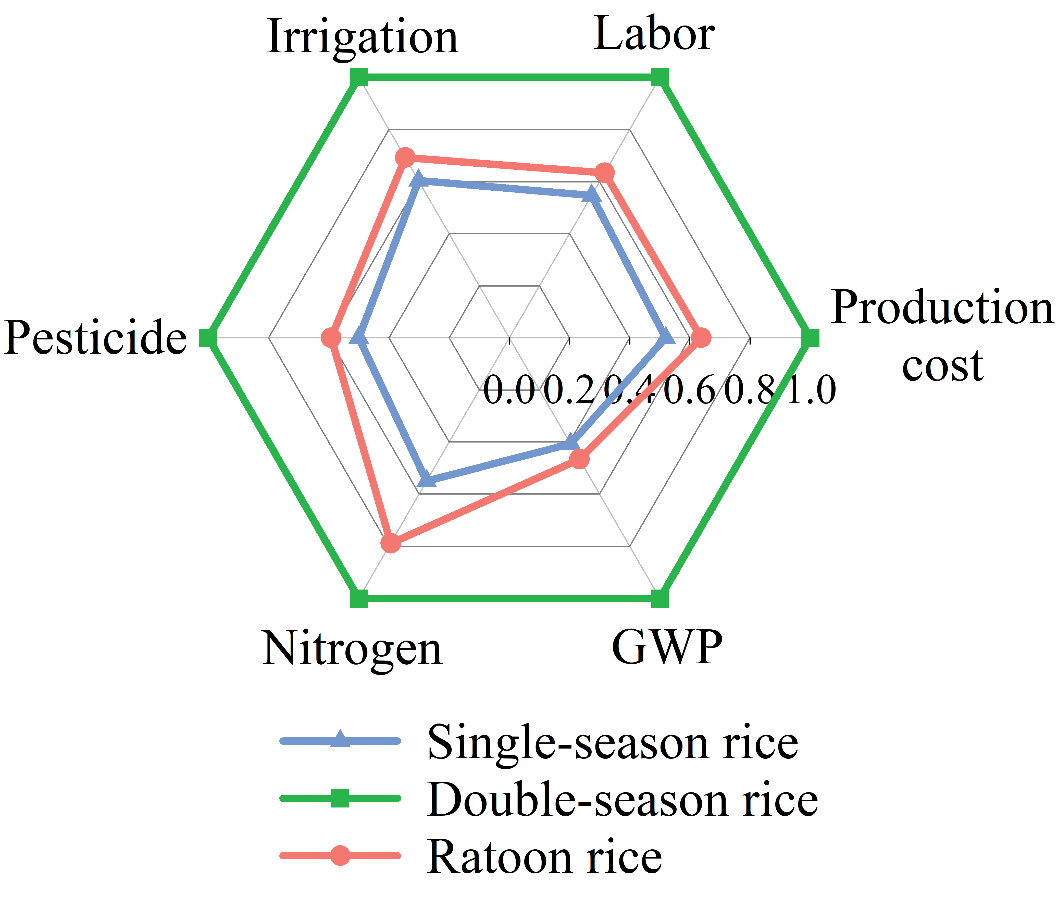 Irrigation
Labor
Pesticide
Production
cost
0.0 0.2 0.4 0.6 0.8 1.0
Nitrogen
GWP
Single-season rice
Double-season rice
Ratoon rice